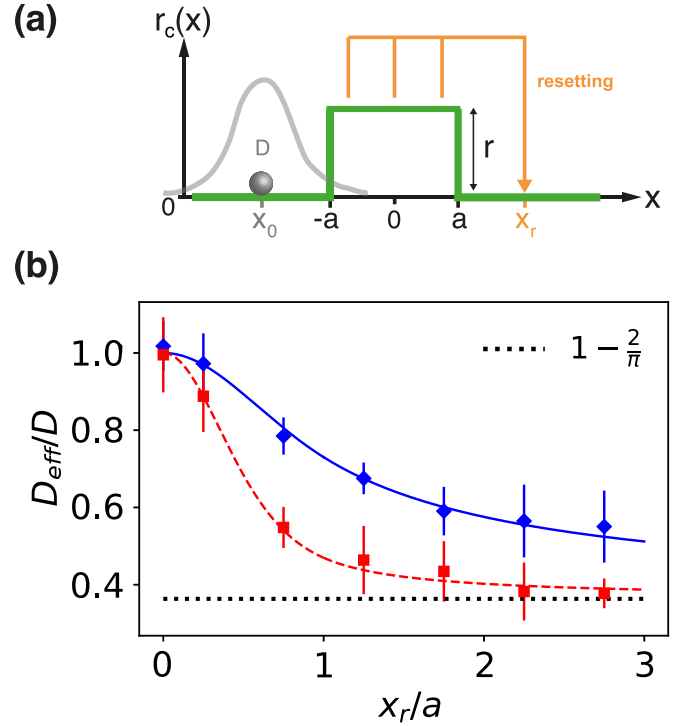 (a)
r_c(x)
resetting
D
r
0 x_0 -a 0 a x_r x
(b)
1.0
0.8
0.6
0.4
D_eff/D
1 − 2/π
0 1 2 3
x_r/a